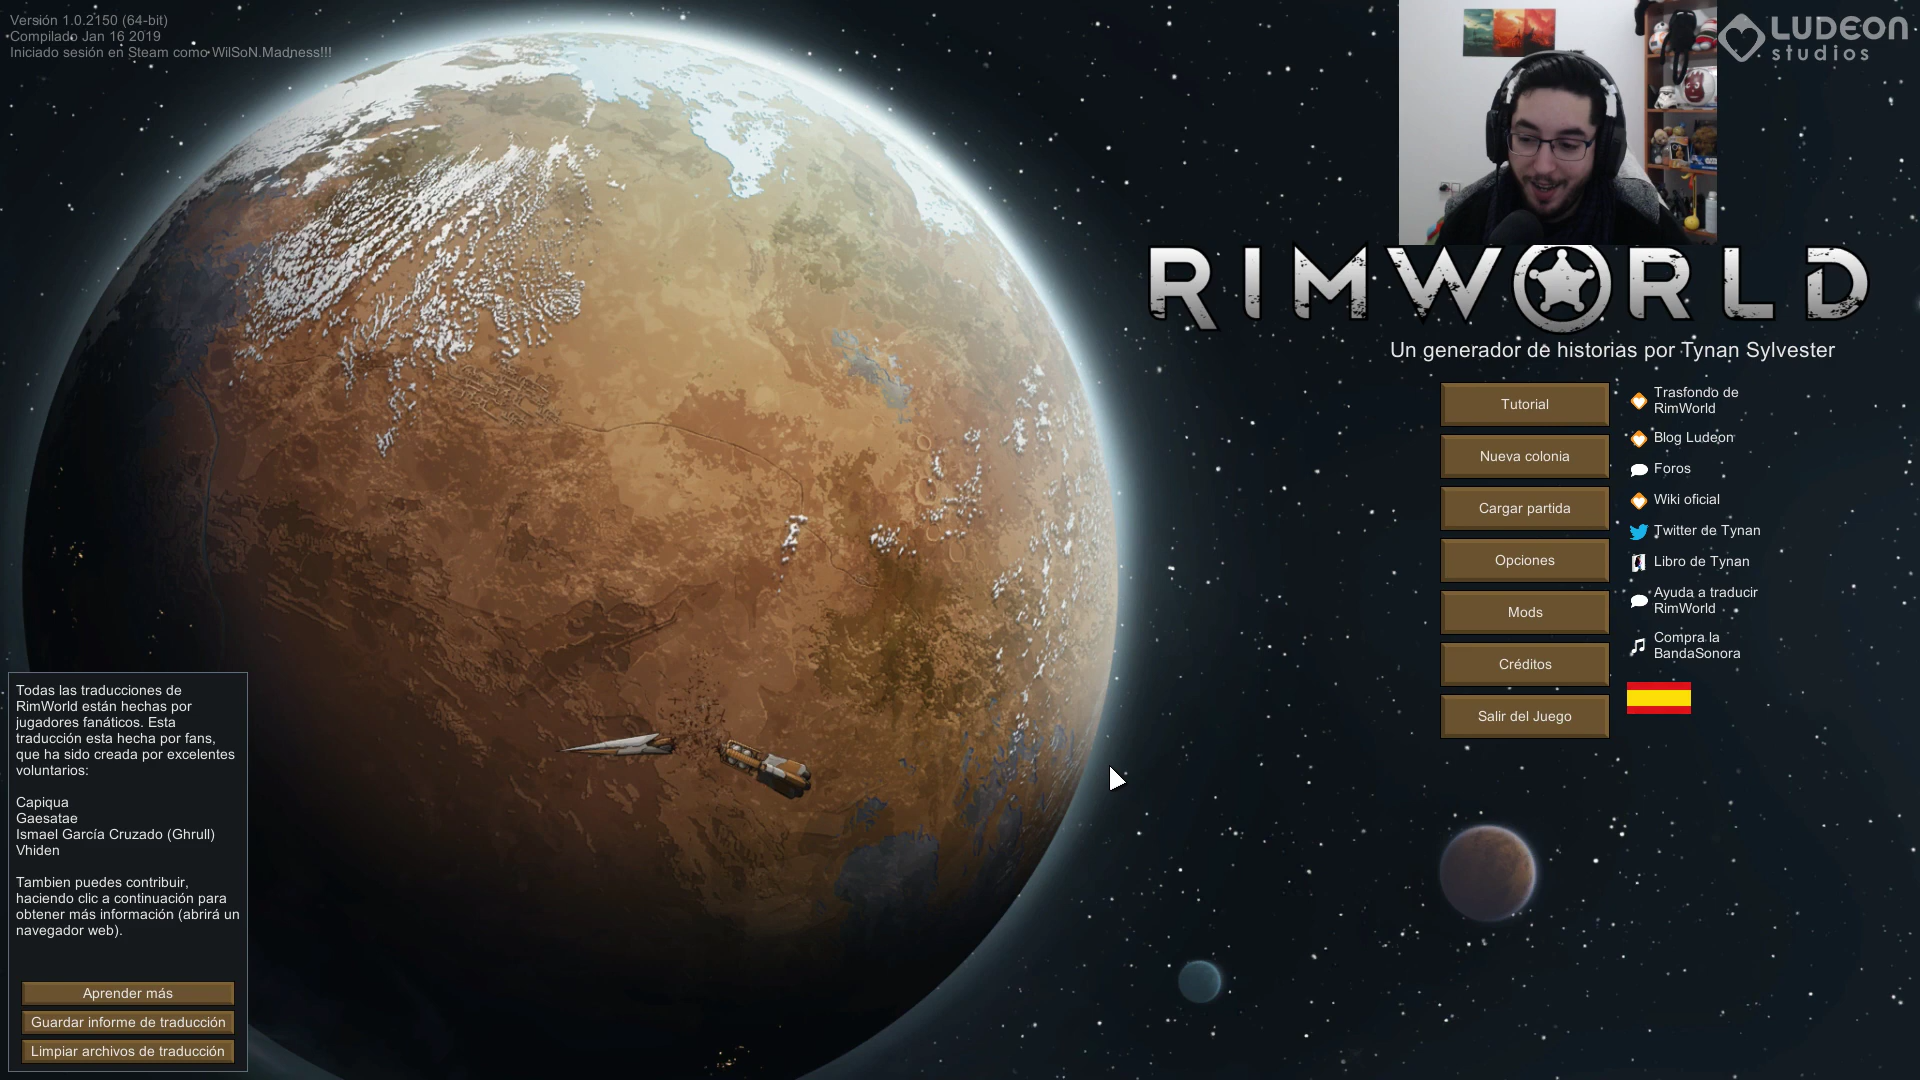 Versión 1.0.2150 (64-bit)
Compilado Jan 16 2019
Iniciado sesión en Steam como WilSoN.Madness!!!
LUDEON
studios
RIMWORLD
Un generador de historias por Tynan Sylvester
Tutorial
Nueva colonia
Cargar partida
Opciones
Mods
Créditos
Salir del Juego
Trasfondo de
RimWorld
Blog Ludeon
Foros
Wiki oficial
Twitter de Tynan
Libro de Tynan
Ayuda a traducir
RimWorld
Compra la
BandaSonora
Todas las traducciones de
RimWorld están hechas por
jugadores fanáticos. Esta
traducción esta hecha por fans,
que ha sido creada por excelentes
voluntarios:
Capiqua
Gaesatae
Ismael García Cruzado (Ghrull)
Vhiden
Tambien puedes contribuir,
haciendo clic a continuación para
obtener más información (abrirá un
navegador web).
Aprender más
Guardar informe de traducción
Limpiar archivos de traducción